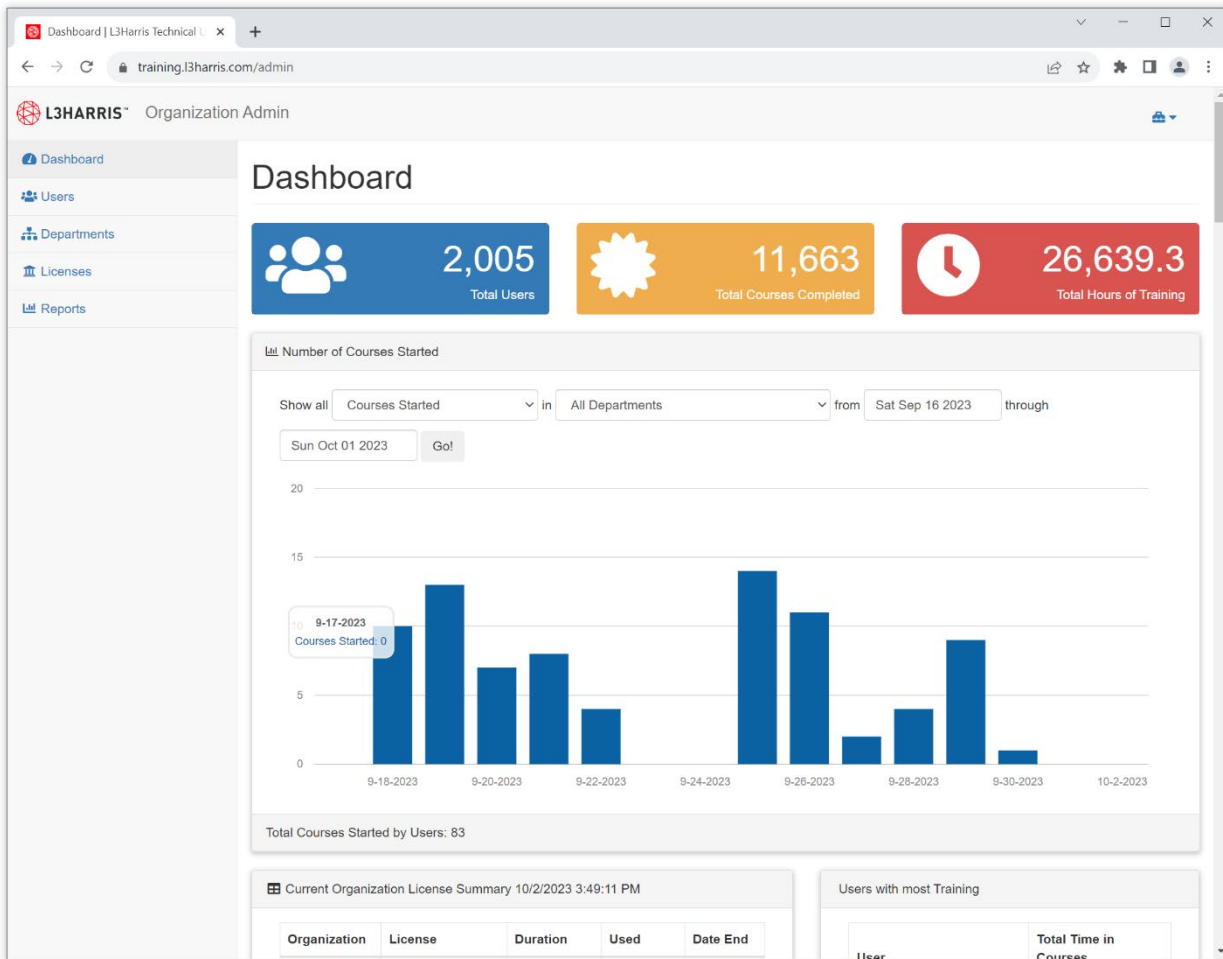 Dashboard | L3Harris Technical U
training.l3harris.com/admin
L3HARRIS™ Organization Admin
Dashboard
Users
Departments
Licenses
Reports
Dashboard
2,005
Total Users
11,663
Total Courses Completed
26,639.3
Total Hours of Training
Number of Courses Started
Show all Courses Started in All Departments from Sat Sep 16 2023 through
Sun Oct 01 2023 Go!
20
15
10
5
0
9-17-2023
Courses Started: 0
9-18-2023 9-20-2023 9-22-2023 9-24-2023 9-26-2023 9-28-2023 9-30-2023 10-2-2023
Total Courses Started by Users: 83
Current Organization License Summary 10/2/2023 3:49:11 PM
Organization License Duration Used Date End
Users with most Training
User
Total Time in
Courses